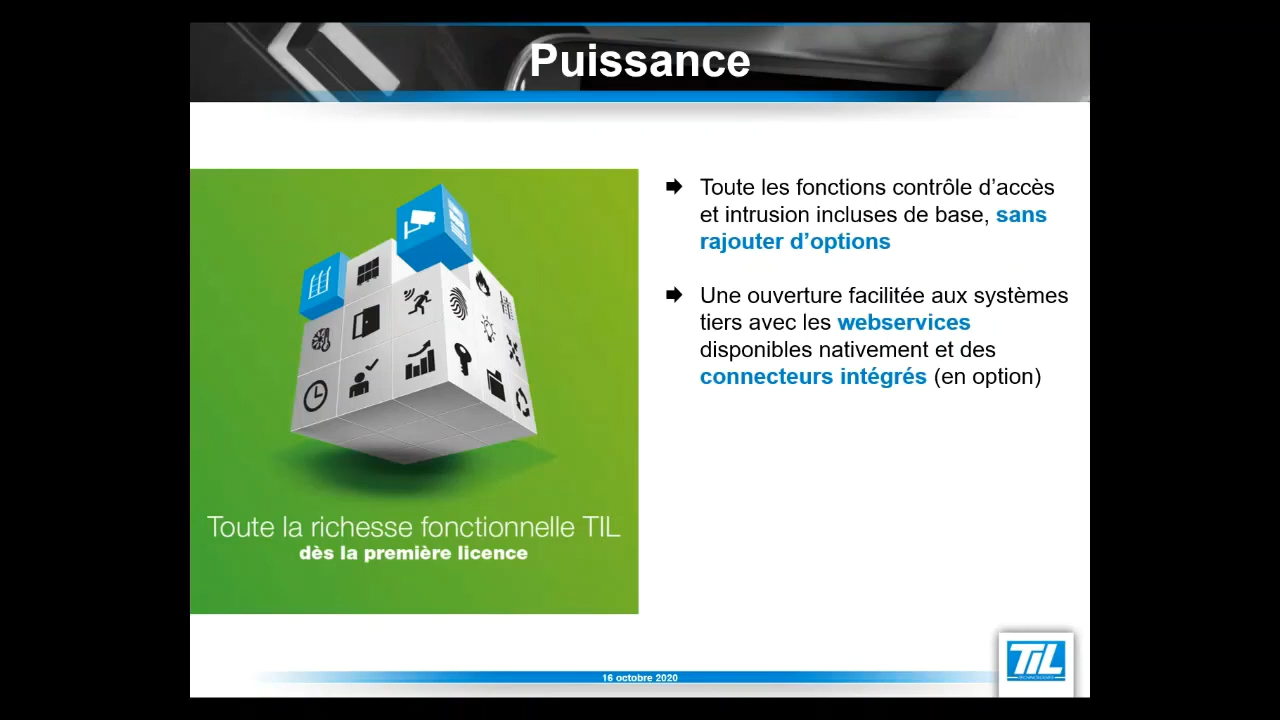 Puissance
Toute les fonctions contrôle d’accès
et intrusion incluses de base, sans
rajouter d’options
Une ouverture facilitée aux systèmes
tiers avec les webservices
disponibles nativement et des
connecteurs intégrés (en option)
Toute la richesse fonctionnelle TIL
dès la première licence
16 octobre 2020
TIL
TECHNOLOGIES